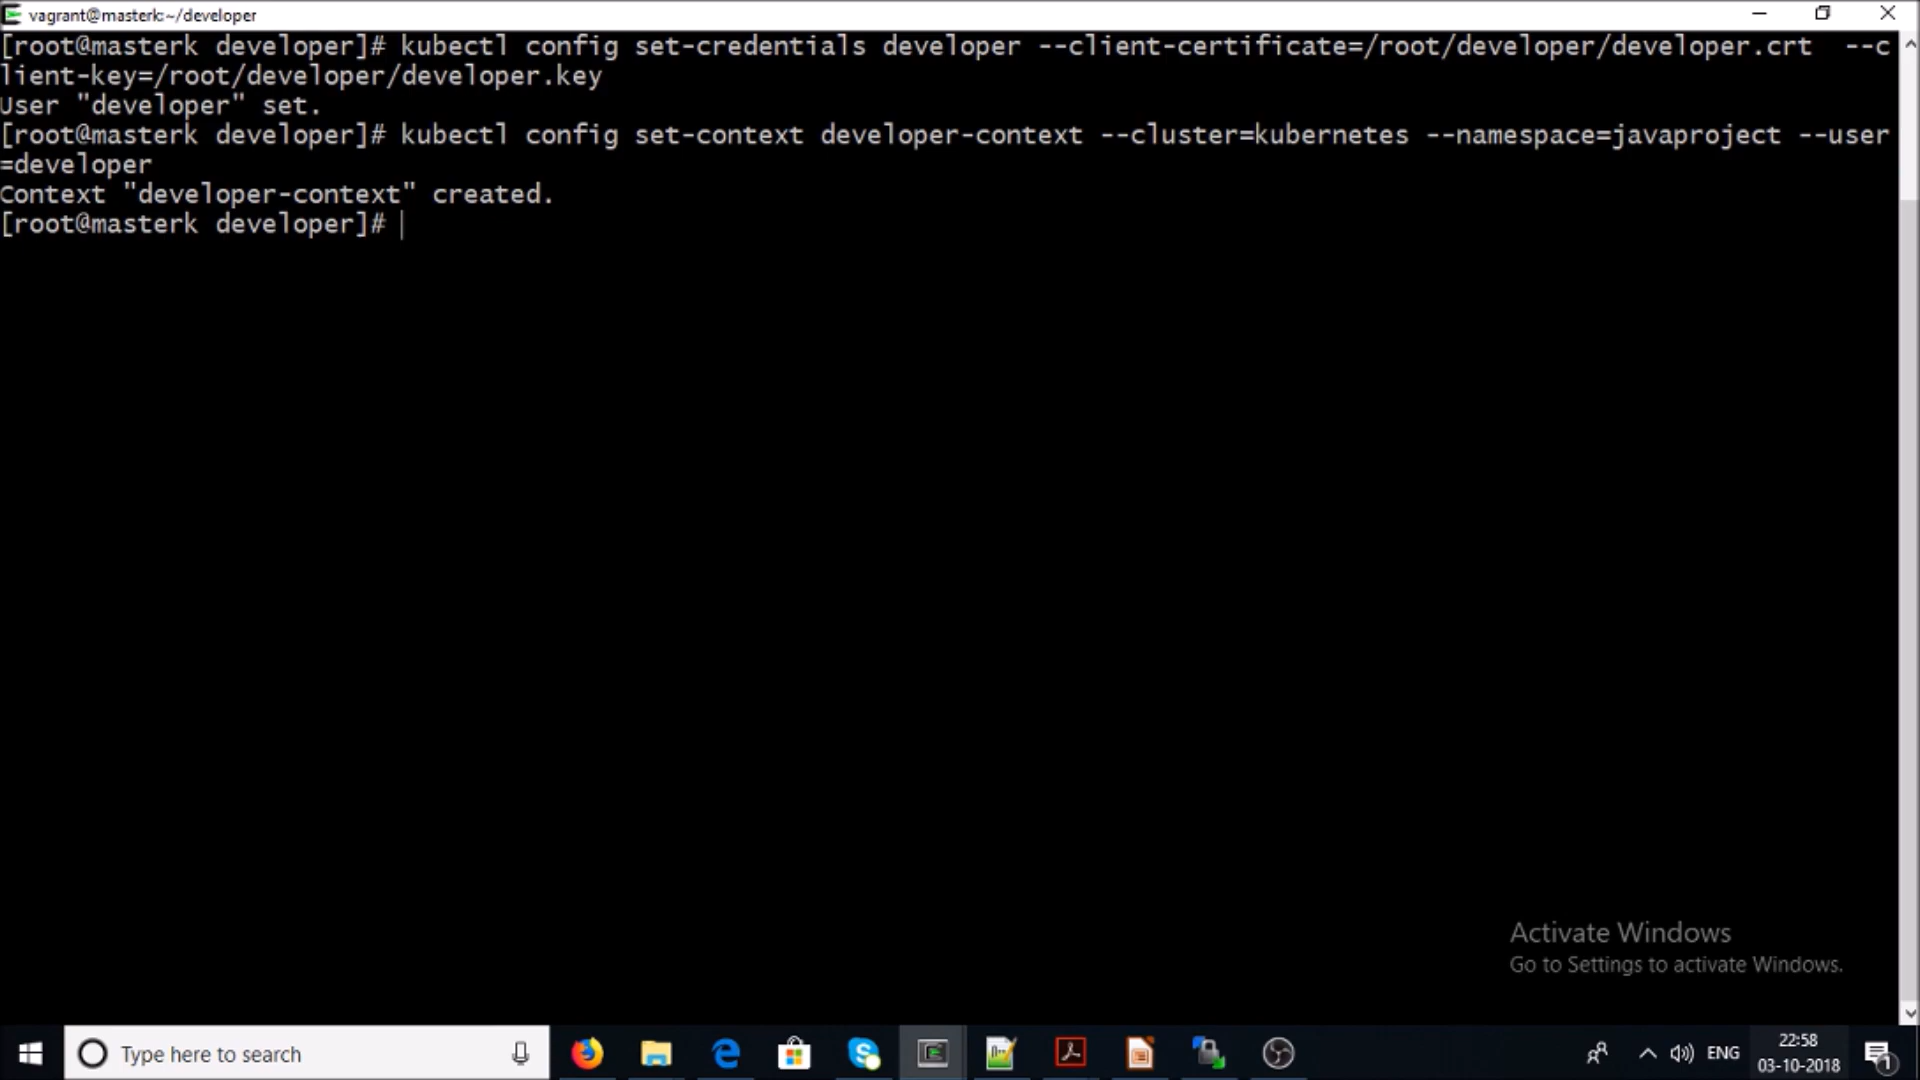 vagrant@masterk:~/developer
[root@masterk developer]# kubectl config set-credentials developer --client-certificate=/root/developer/developer.crt  --c
lient-key=/root/developer/developer.key
User "developer" set.
[root@masterk developer]# kubectl config set-context developer-context --cluster=kubernetes --namespace=javaproject --user
=developer
Context "developer-context" created.
[root@masterk developer]#
Activate Windows
Go to Settings to activate Windows.
Type here to search
ENG
22:58
03-10-2018
1